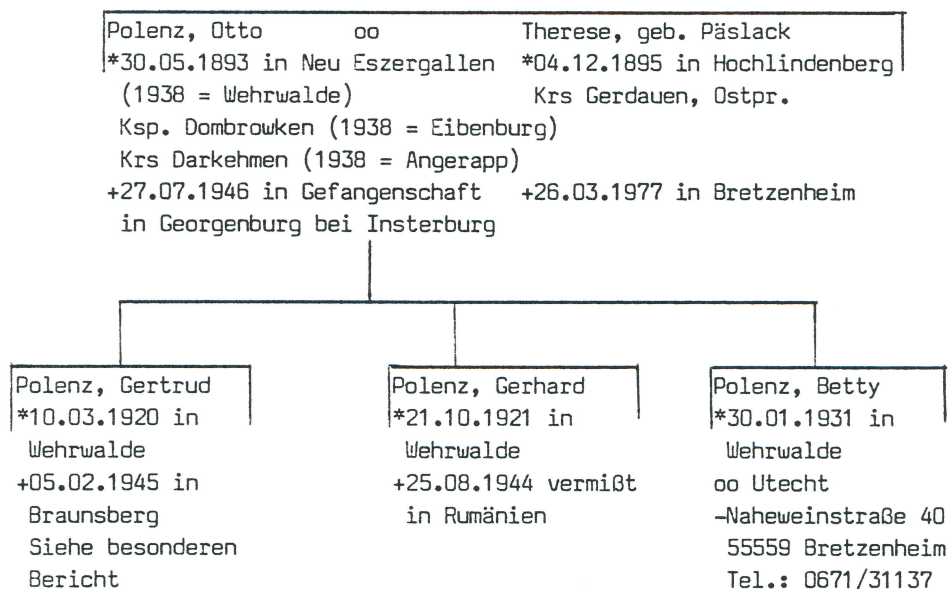 Polenz, Otto oo Therese, geb. Päslack
*30.05.1893 in Neu Eszergallen *04.12.1895 in Hochlindenberg
(1938 = Wehrwalde) Krs Gerdauen, Ostpr.
Ksp. Dombrowken (1938 = Eibenburg)
Krs Darkehmen (1938 = Angerapp)
+27.07.1946 in Gefangenschaft +26.03.1977 in Bretzenheim
in Georgenburg bei Insterburg
Polenz, Gertrud
*10.03.1920 in
Wehrwalde
+05.02.1945 in
Braunsberg
Siehe besonderen
Bericht
Polenz, Gerhard
*21.10.1921 in
Wehrwalde
+25.08.1944 vermißt
in Rumänien
Polenz, Betty
*30.01.1931 in
Wehrwalde
oo Utecht
-Naheweinstraße 40
55559 Bretzenheim
Tel.: 0671/31137